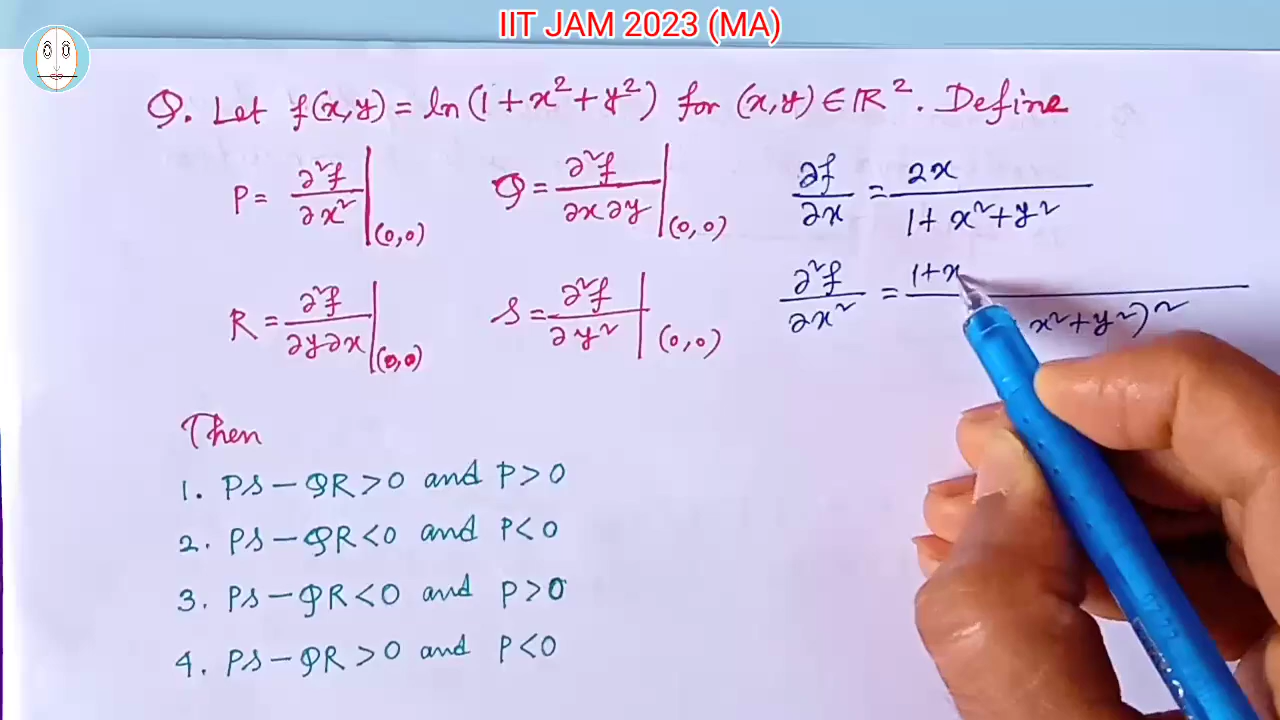 IIT JAM 2023 (MA)
Q. Let f(x,y) = ln(1+x²+y²) for (x,y) ∈ ℝ². Define
P = ∂²f/∂x² |(0,0) Q = ∂²f/∂x∂y |(0,0)
R = ∂²f/∂y∂x |(0,0) S = ∂²f/∂y² |(0,0)
Then
1. PS – QR > 0 and P > 0
2. PS – QR < 0 and P < 0
3. PS – QR < 0 and P > 0
4. PS – QR > 0 and P < 0
∂f/∂x = 2x/1+x²+y²
∂²f/∂x² = 1+x / x²+y²)²